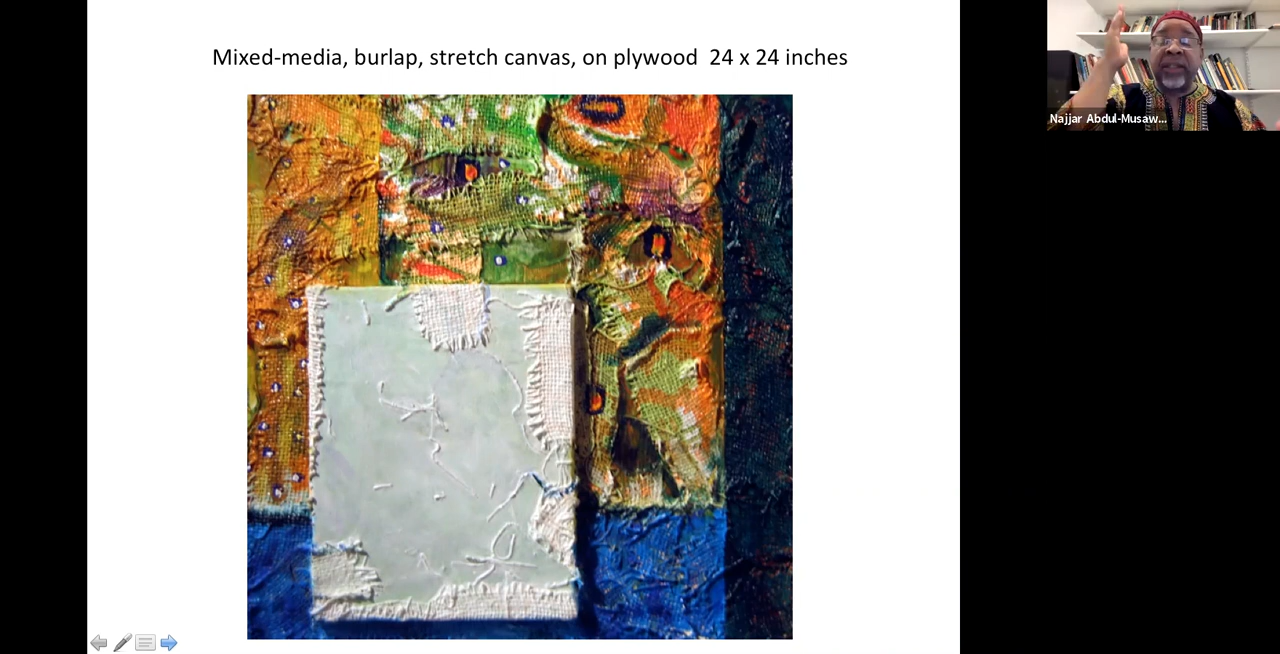 Mixed-media, burlap, stretch canvas, on plywood  24 x 24 inches
Najjar Abdul-Musaw...